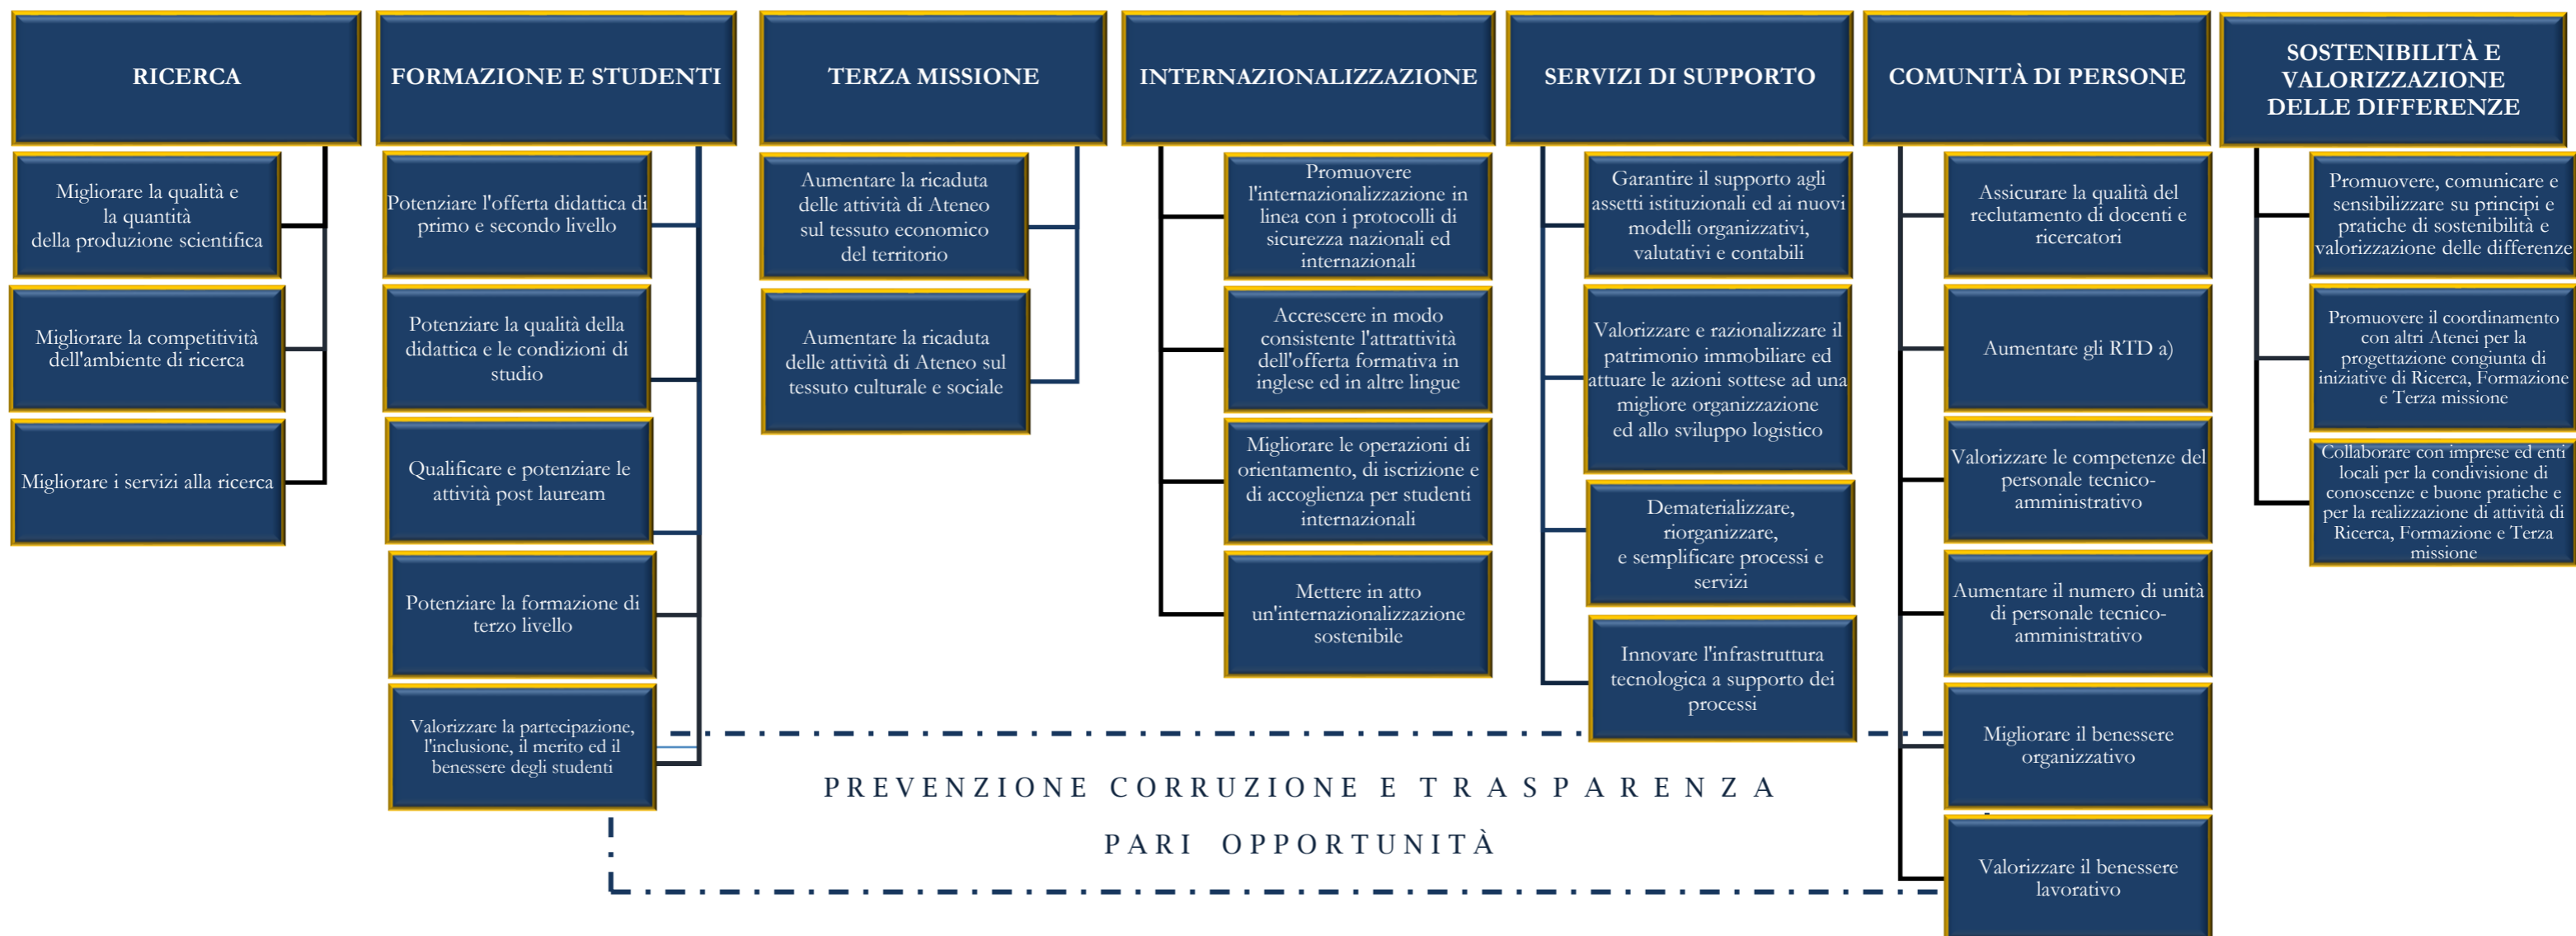 RICERCA
Migliorare la qualità e
la quantità
della produzione scientifica
Migliorare la competitività
dell'ambiente di ricerca
Migliorare i servizi alla ricerca
FORMAZIONE E STUDENTI
Potenziare l'offerta didattica di
primo e secondo livello
Potenziare la qualità della
didattica e le condizioni di
studio
Qualificare e potenziare le
attività post lauream
Potenziare la formazione di
terzo livello
Valorizzare la partecipazione,
l'inclusione, il merito ed il
benessere degli studenti
TERZA MISSIONE
Aumentare la ricaduta
delle attività di Ateneo
sul tessuto economico
del territorio
Aumentare la ricaduta
delle attività di Ateneo sul
tessuto culturale e sociale
INTERNAZIONALIZZAZIONE
Promuovere
l'internazionalizzazione in
linea con i protocolli di
sicurezza nazionali ed
internazionali
Accrescere in modo
consistente l'attrattività
dell'offerta formativa in
inglese ed in altre lingue
Migliorare le operazioni di
orientamento, di iscrizione e
di accoglienza per studenti
internazionali
Mettere in atto
un'internazionalizzazione
sostenibile
SERVIZI DI SUPPORTO
Garantire il supporto agli
assetti istituzionali ed ai nuovi
modelli organizzativi,
valutativi e contabili
Valorizzare e razionalizzare il
patrimonio immobiliare ed
attuare le azioni sottese ad una
migliore organizzazione
ed allo sviluppo logistico
Dematerializzare,
riorganizzare,
e semplificare processi e
servizi
Innovare l'infrastruttura
tecnologica a supporto dei
processi
COMUNITÀ DI PERSONE
Assicurare la qualità del
reclutamento di docenti e
ricercatori
Aumentare gli RTD a)
Valorizzare le competenze del
personale tecnico-
amministrativo
Aumentare il numero di unità
di personale tecnico-
amministrativo
Migliorare il benessere
organizzativo
Valorizzare il benessere
lavorativo
SOSTENIBILITÀ E
VALORIZZAZIONE
DELLE DIFFERENZE
Promuovere, comunicare e
sensibilizzare su principi e
pratiche di sostenibilità e
valorizzazione delle differenze
Promuovere il coordinamento
con altri Atenei per la
progettazione congiunta di
iniziative di Ricerca, Formazione
e Terza missione
Collaborare con imprese ed enti
locali per la condivisione di
conoscenze e buone pratiche e
per la realizzazione di attività di
Ricerca, Formazione e Terza
missione
PREVENZIONE CORRUZIONE E TRASPARENZA
PARI OPPORTUNITÀ